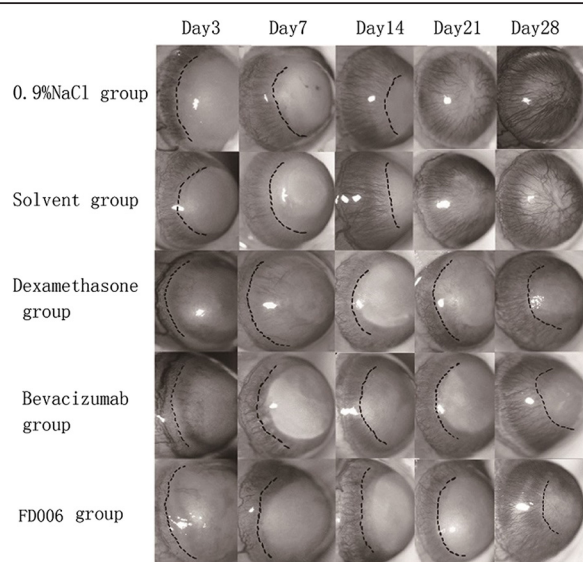 Day3 Day7 Day14 Day21 Day28
0.9%NaCl group
Solvent group
Dexamethasone
group
Bevacizumab
group
FD006 group